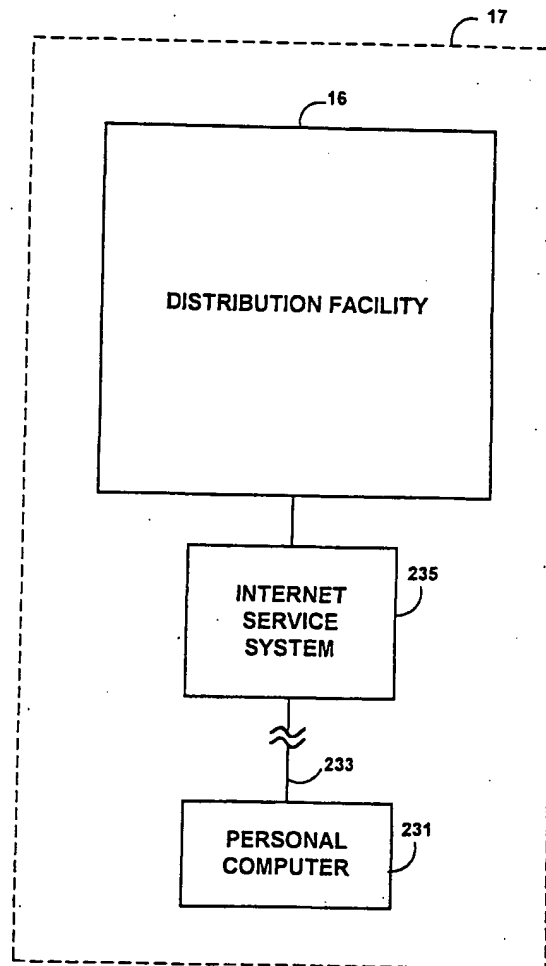 17
16
DISTRIBUTION FACILITY
INTERNET
SERVICE
SYSTEM
235
233
PERSONAL
COMPUTER
231